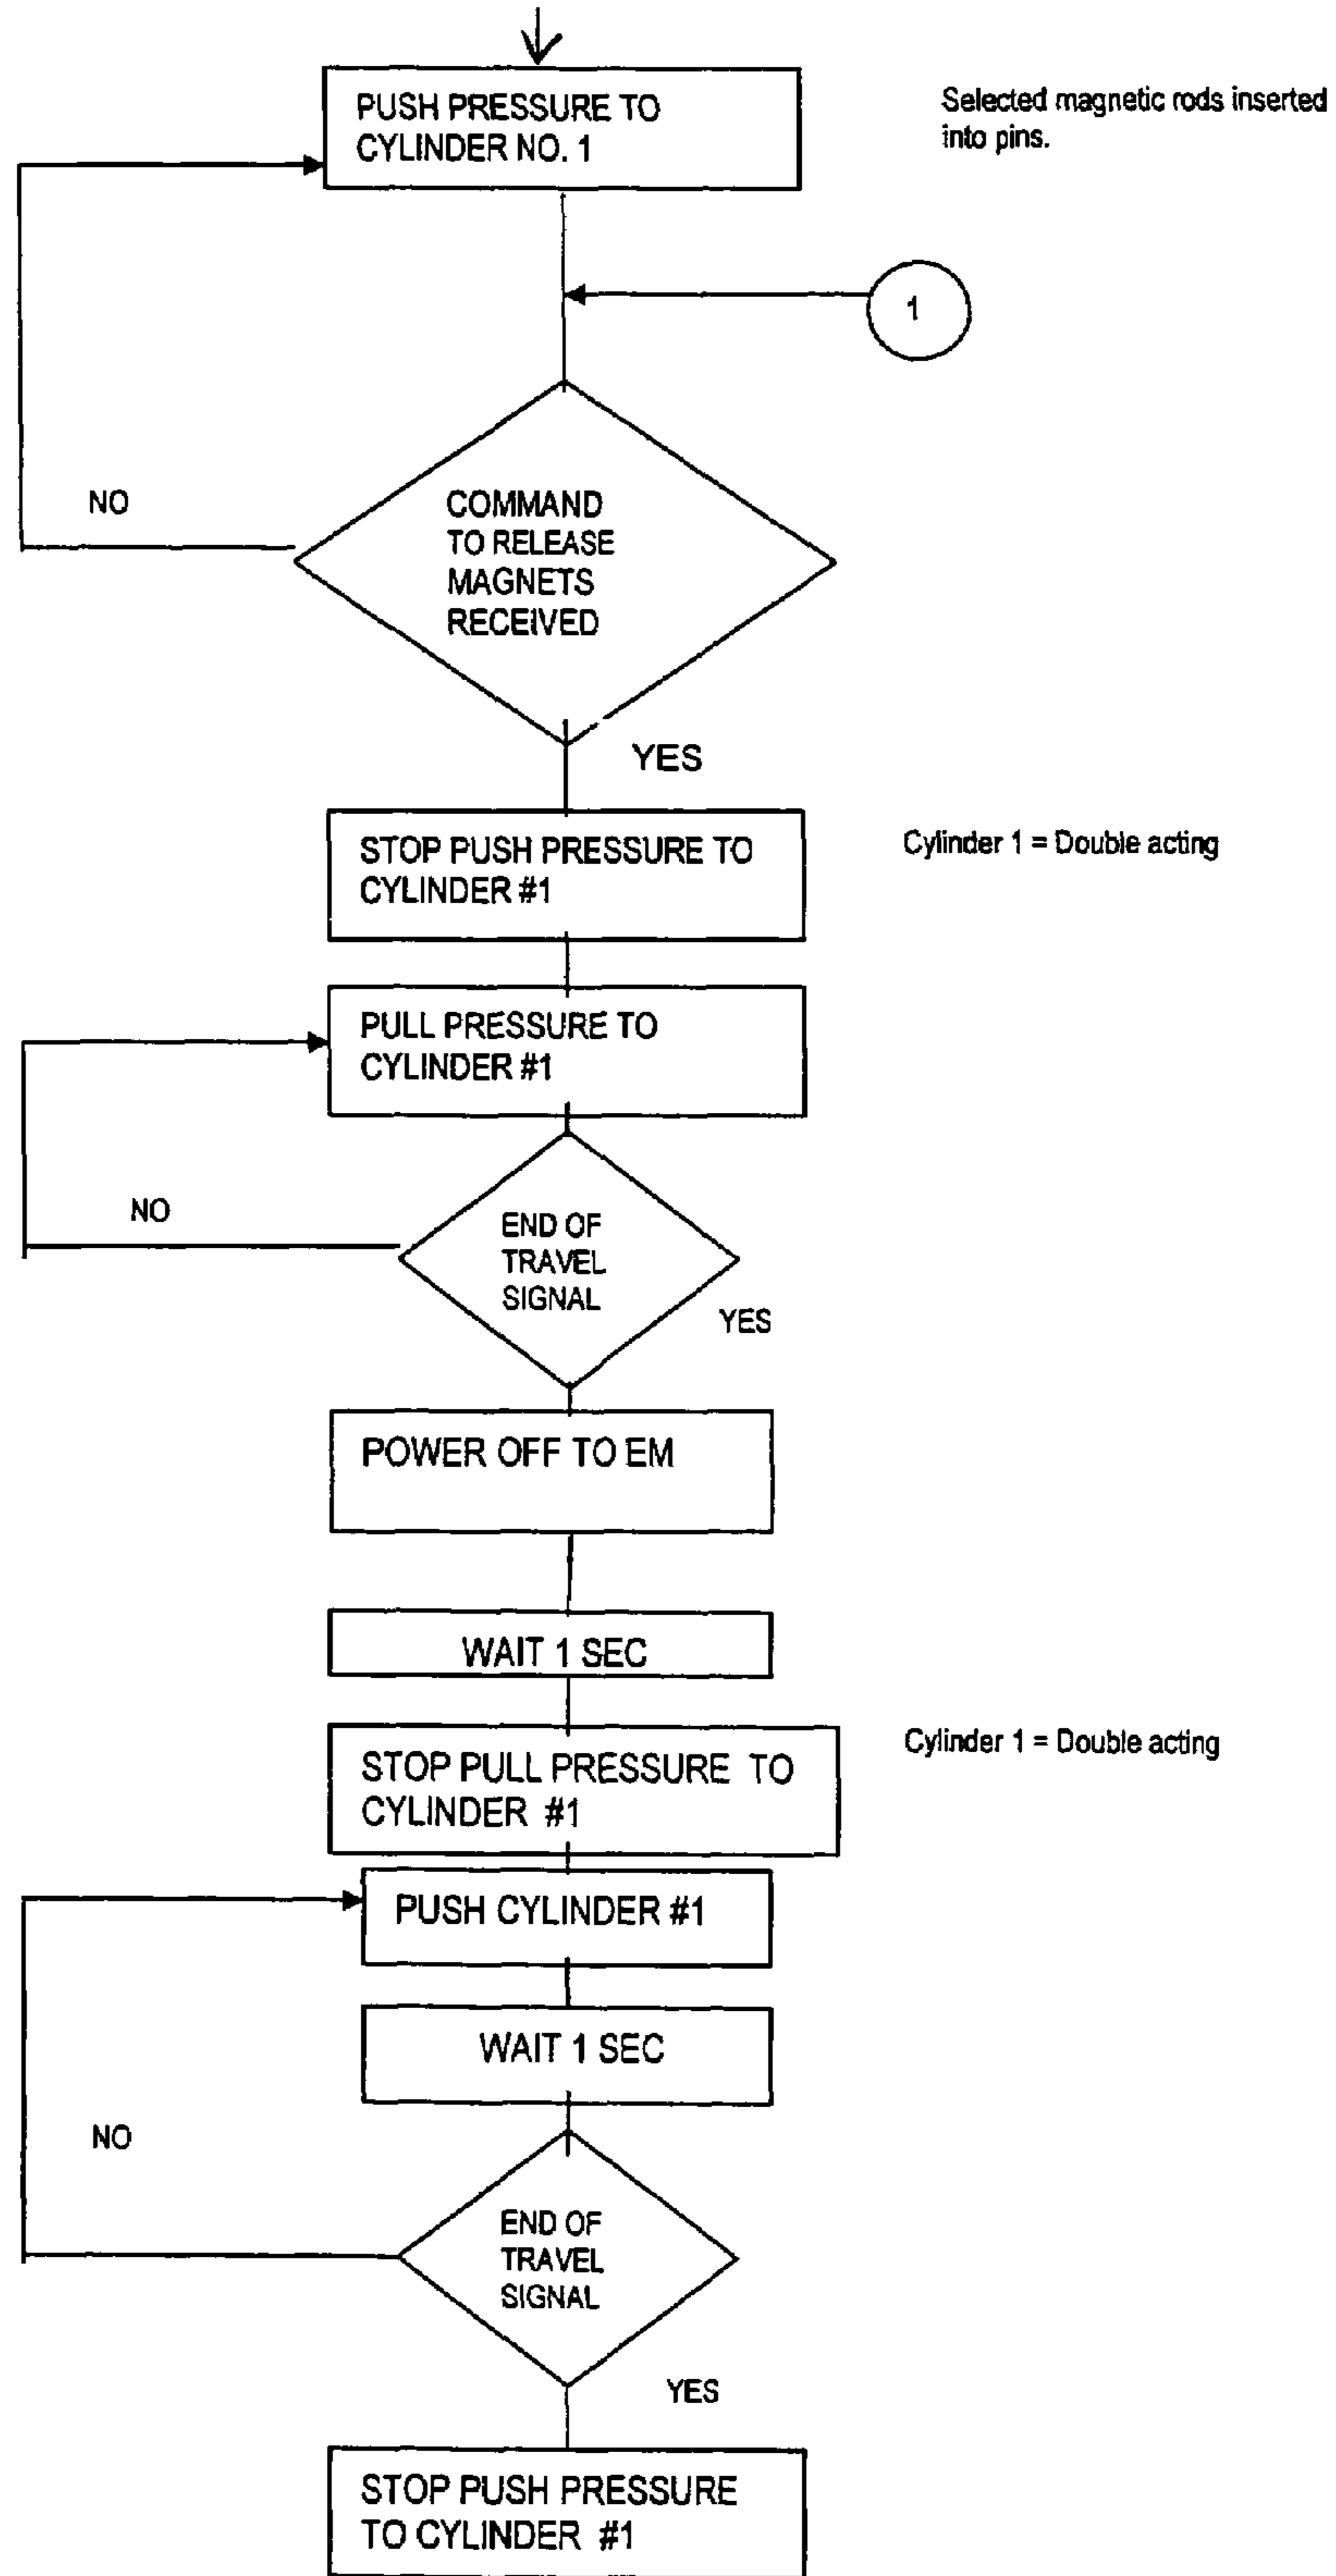 PUSH PRESSURE TO
CYLINDER NO. 1
Selected magnetic rods inserted
into pins.
1
NO
COMMAND
TO RELEASE
MAGNETS
RECEIVED
YES
STOP PUSH PRESSURE TO
CYLINDER #1
Cylinder 1 = Double acting
PULL PRESSURE TO
CYLINDER #1
NO
END OF
TRAVEL
SIGNAL
YES
POWER OFF TO EM
WAIT 1 SEC
STOP PULL PRESSURE TO
CYLINDER #1
Cylinder 1 = Double acting
PUSH CYLINDER #1
WAIT 1 SEC
NO
END OF
TRAVEL
SIGNAL
YES
STOP PUSH PRESSURE
TO CYLINDER #1